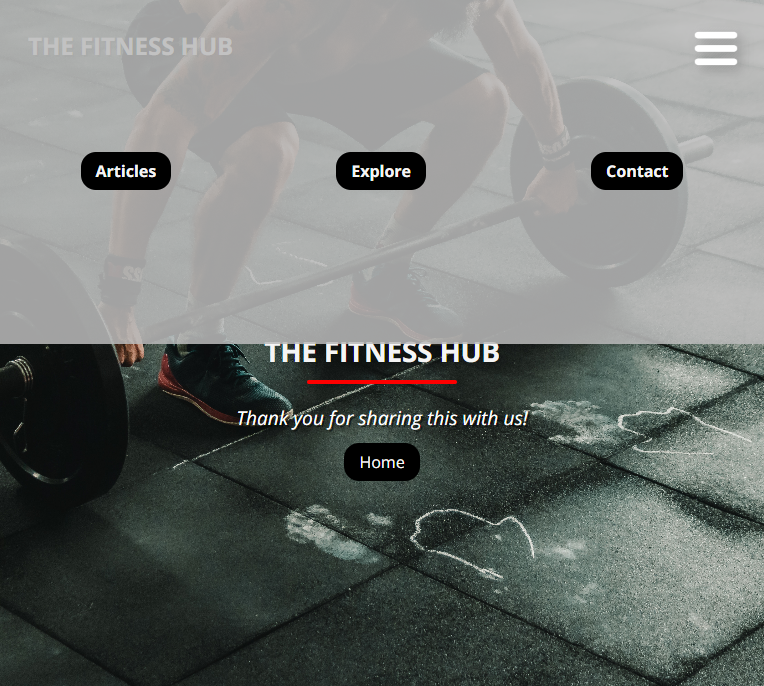 THE FITNESS HUB
Articles Explore Contact
THE FITNESS HUB
Thank you for sharing this with us!
Home